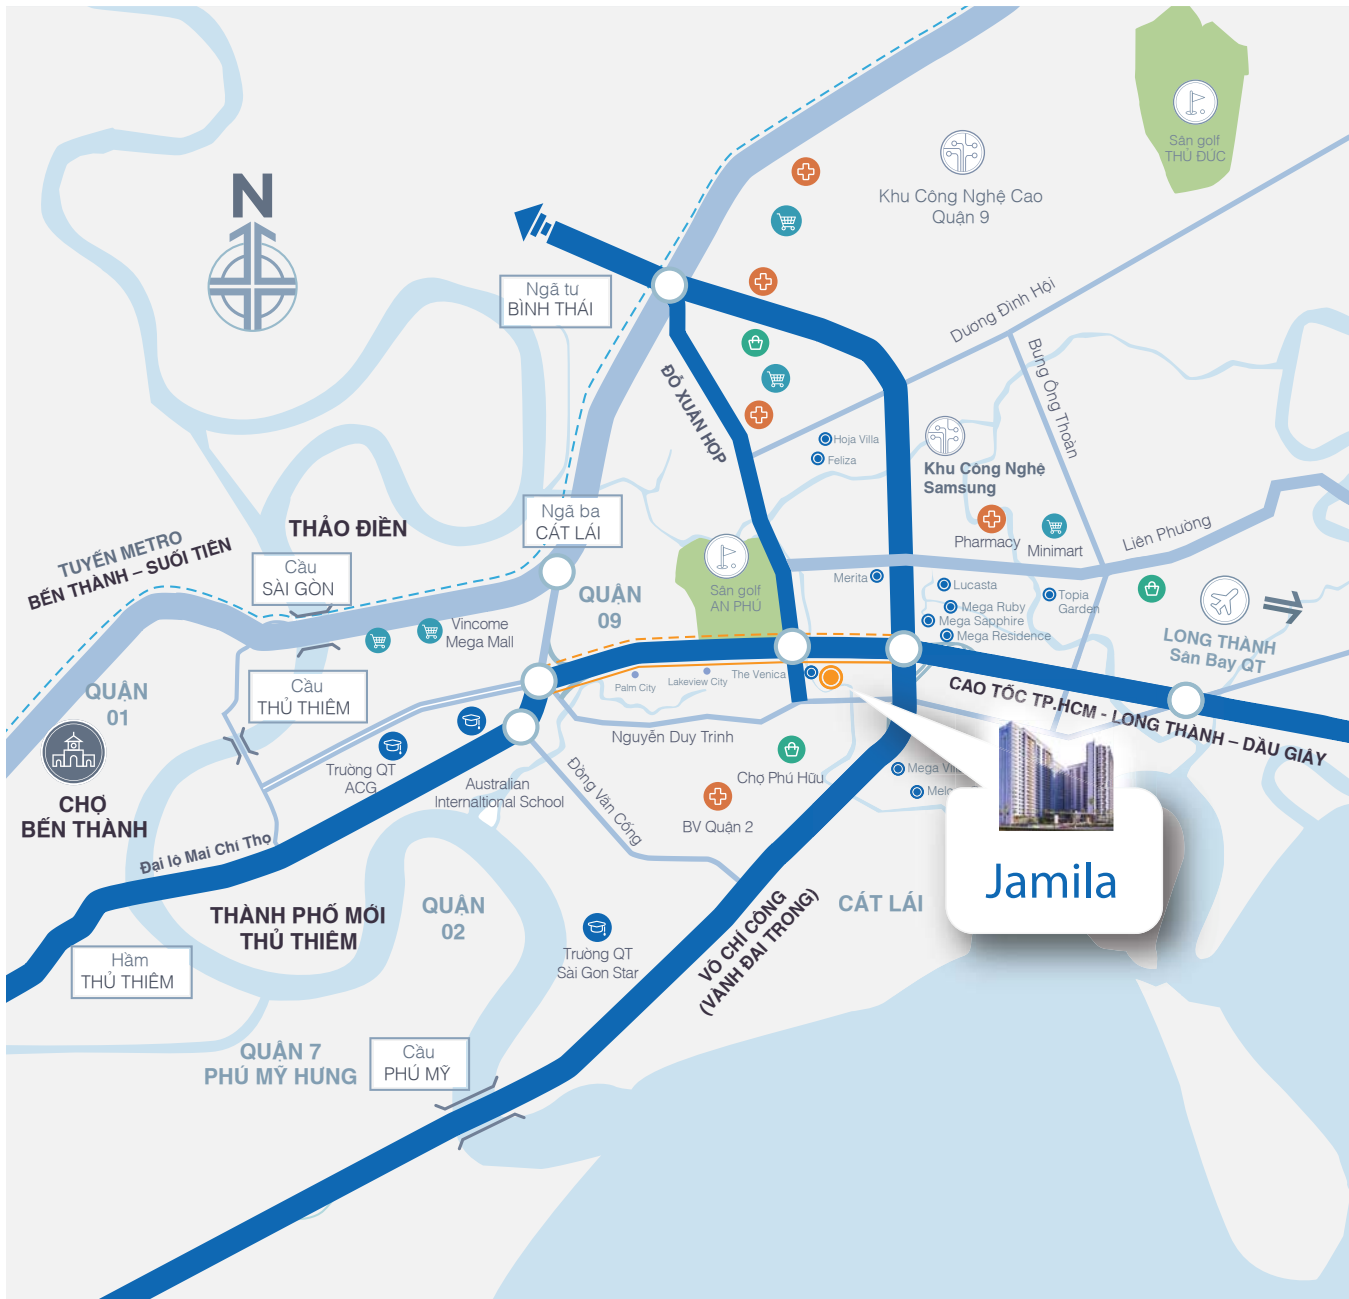 Sân golf
THỦ ĐỨC
Khu Công Nghệ Cao
Quận 9
N
Ngã tư
BÌNH THÁI
Dương Đình Hội
Bưng Ông Thoàn
ĐỖ XUÂN HỢP
Hoja Villa
Feliza
Khu Công Nghệ
Samsung
Pharmacy
Minimart
Liên Phường
Ngã ba
CÁT LÁI
THẢO ĐIỀN
TUYẾN METRO
BẾN THÀNH – SUỐI TIÊN
Cầu
SÀI GÒN
QUẬN
09
Sân golf
AN PHÚ
Merita
Lucasta
Mega Ruby
Mega Sapphire
Mega Residence
Topia
Garden
LONG THÀNH
Sân Bay QT
Vincome
Mega Mall
Cầu
THỦ THIÊM
QUẬN
01
Palm City
Lakeview City
The Venica
CAO TỐC TP.HCM - LONG THÀNH – DẦU GIÂY
Nguyễn Duy Trinh
Trường QT
ACG
Australian
Internaltional School
Đồng Văn Cống
Chợ Phú Hữu
Mega Vill
Melo
BV Quận 2
CHỢ
BẾN THÀNH
Đại lộ Mai Chí Thọ
Jamila
THÀNH PHỐ MỚI
THỦ THIÊM
QUẬN
02
CÁT LÁI
VÕ CHÍ CÔNG
(VÀNH ĐAI TRONG)
Hầm
THỦ THIÊM
Trường QT
Sài Gon Star
QUẬN 7
PHÚ MỸ HƯNG
Cầu
PHÚ MỸ